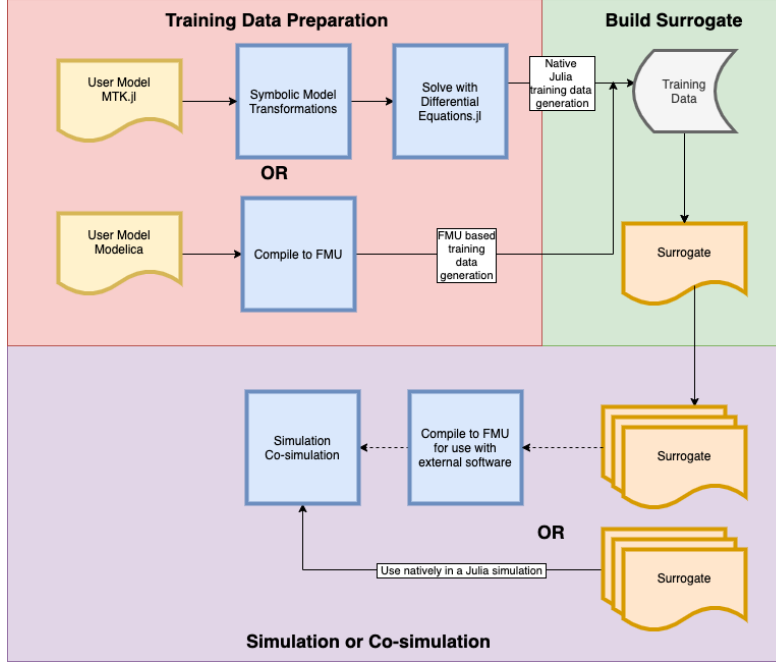 Training Data Preparation
Build Surrogate
User Model
MTK.jl
Symbolic Model
Transformations
Solve with
Differential
Equations.jl
Native
Julia
training data
generation
Training
Data
OR
User Model
Modelica
Compile to FMU
FMU based
training
data
generation
Surrogate
Simulation
Co-simulation
Compile to FMU
for use with
external software
Surrogate
OR
Use natively in a Julia simulation
Surrogate
Simulation or Co-simulation